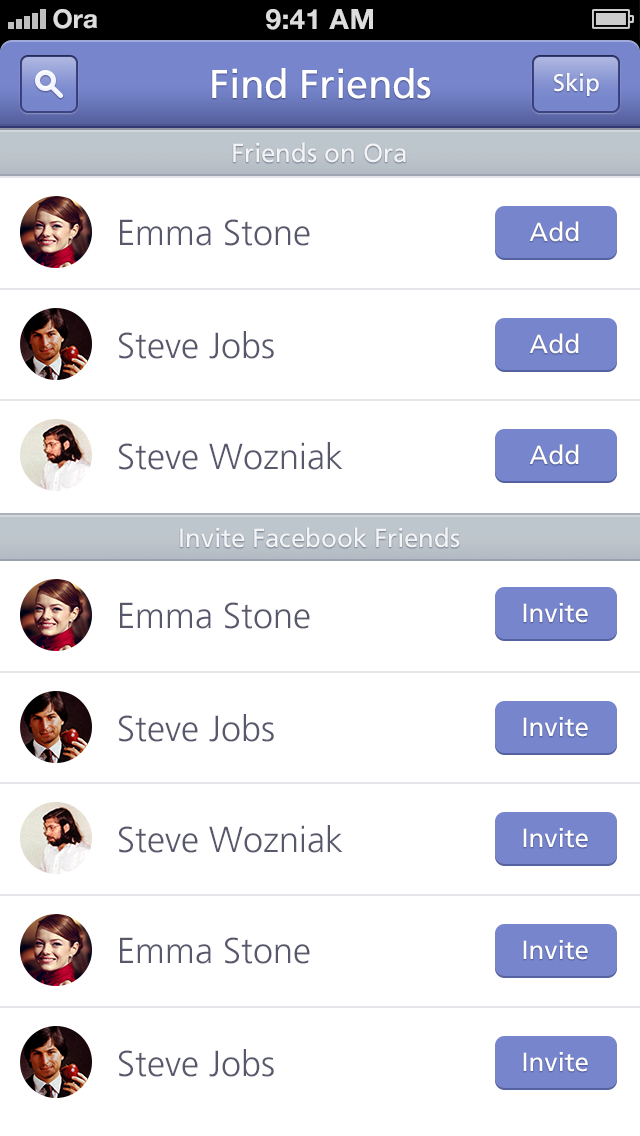 Ora 9:41 AM
Find Friends Skip
Friends on Ora
Emma Stone Add
Steve Jobs Add
Steve Wozniak Add
Invite Facebook Friends
Emma Stone Invite
Steve Jobs Invite
Steve Wozniak Invite
Emma Stone Invite
Steve Jobs Invite